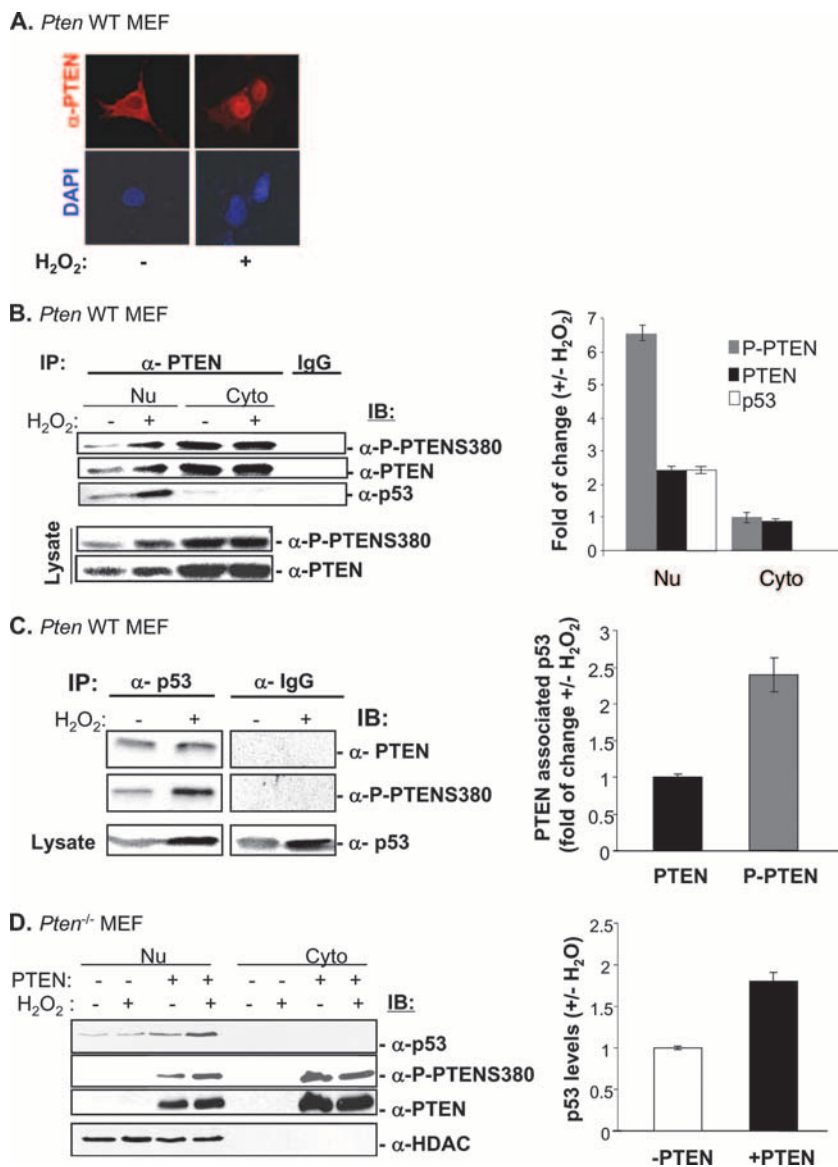 A. Pten WT MEF
α-PTEN
DAPI
H₂O₂: - +
B. Pten WT MEF
IP: α- PTEN IgG
Nu Cyto
H₂O₂: - + - + IB:
- α-P-PTENS380
- α-PTEN
- α-p53
Lysate
- α-P-PTENS380
- α-PTEN
Fold of change (+/- H₂O₂)
7
6
5
4
3
2
1
0
P-PTEN
PTEN
p53
Nu Cyto
C. Pten WT MEF
IP: α- p53 α- IgG
H₂O₂: - + - + IB:
- α- PTEN
- α-P-PTENS380
Lysate - α- p53
PTEN associated p53
(fold of change +/- H₂O₂)
3
2.5
2
1.5
1
0.5
0
PTEN P-PTEN
D. Pten-/- MEF
Nu Cyto
PTEN: - - + + - - + +
H₂O₂ : - + - + - + - + IB:
- α-p53
- α-P-PTENS380
- α-PTEN
- α-HDAC
p53 levels (+/- H₂O)
2.5
2
1.5
1
0.5
0
-PTEN +PTEN